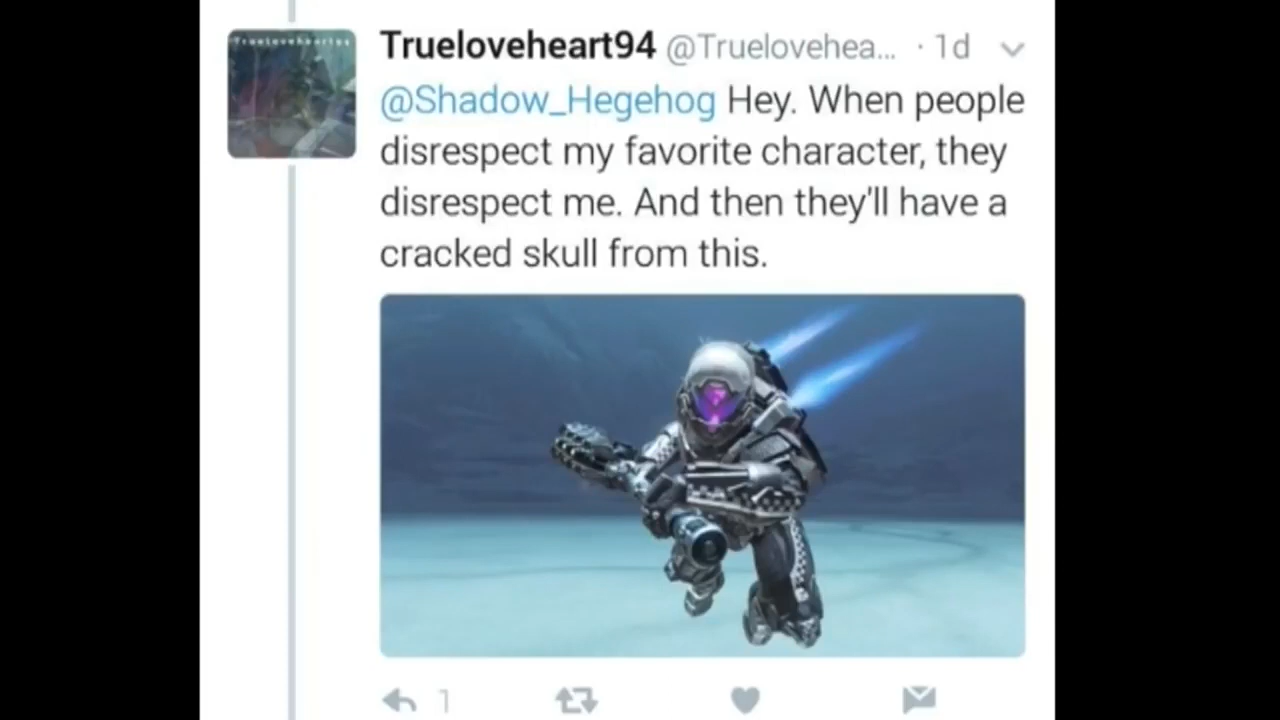 Trueloveheart94 @Truelovehea... · 1d
@Shadow_Hegehog Hey. When people
disrespect my favorite character, they
disrespect me. And then they'll have a
cracked skull from this.
1